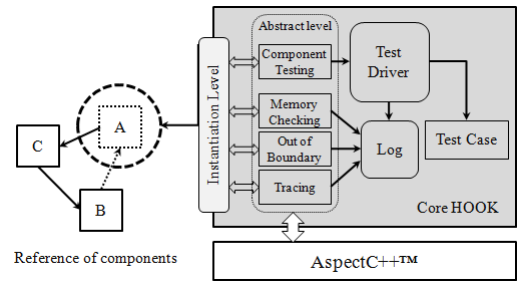 Abstract level
Component
Testing
Test
Driver
Instantiation Level
Memory
Checking
A
C
Out of
Boundary
Log
Test Case
B
Tracing
Core HOOK
Reference of components
AspectC++™